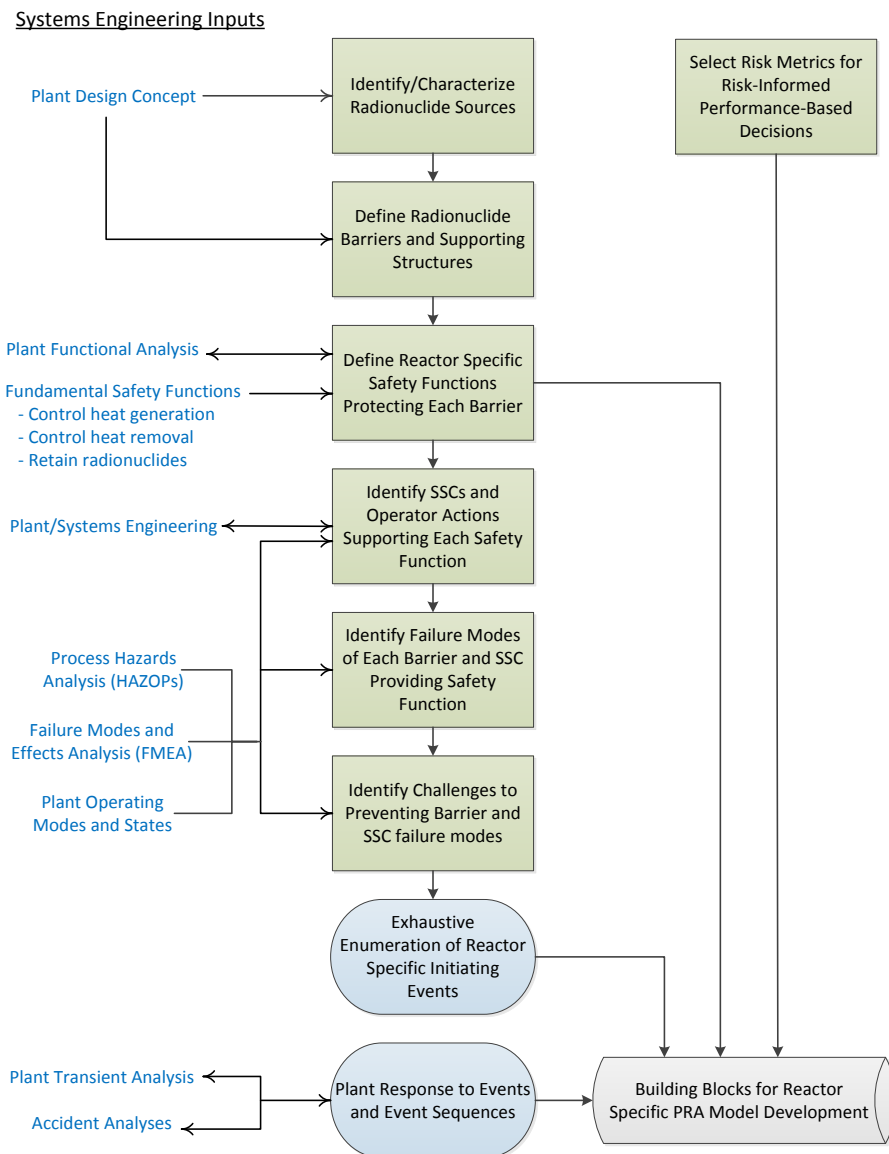 Systems Engineering Inputs
Plant Design Concept
Identify/Characterize
Radionuclide Sources
Select Risk Metrics for
Risk-Informed
Performance-Based
Decisions
Define Radionuclide
Barriers and Supporting
Structures
Plant Functional Analysis
Fundamental Safety Functions
- Control heat generation
- Control heat removal
- Retain radionuclides
Define Reactor Specific
Safety Functions
Protecting Each Barrier
Plant/Systems Engineering
Identify SSCs and
Operator Actions
Supporting Each Safety
Function
Process Hazards
Analysis (HAZOPs)
Identify Failure Modes
of Each Barrier and SSC
Providing Safety
Function
Failure Modes and
Effects Analysis (FMEA)
Plant Operating
Modes and States
Identify Challenges to
Preventing Barrier and
SSC failure modes
Exhaustive
Enumeration of Reactor
Specific Initiating
Events
Plant Transient Analysis
Accident Analyses
Plant Response to Events
and Event Sequences
Building Blocks for Reactor
Specific PRA Model Development